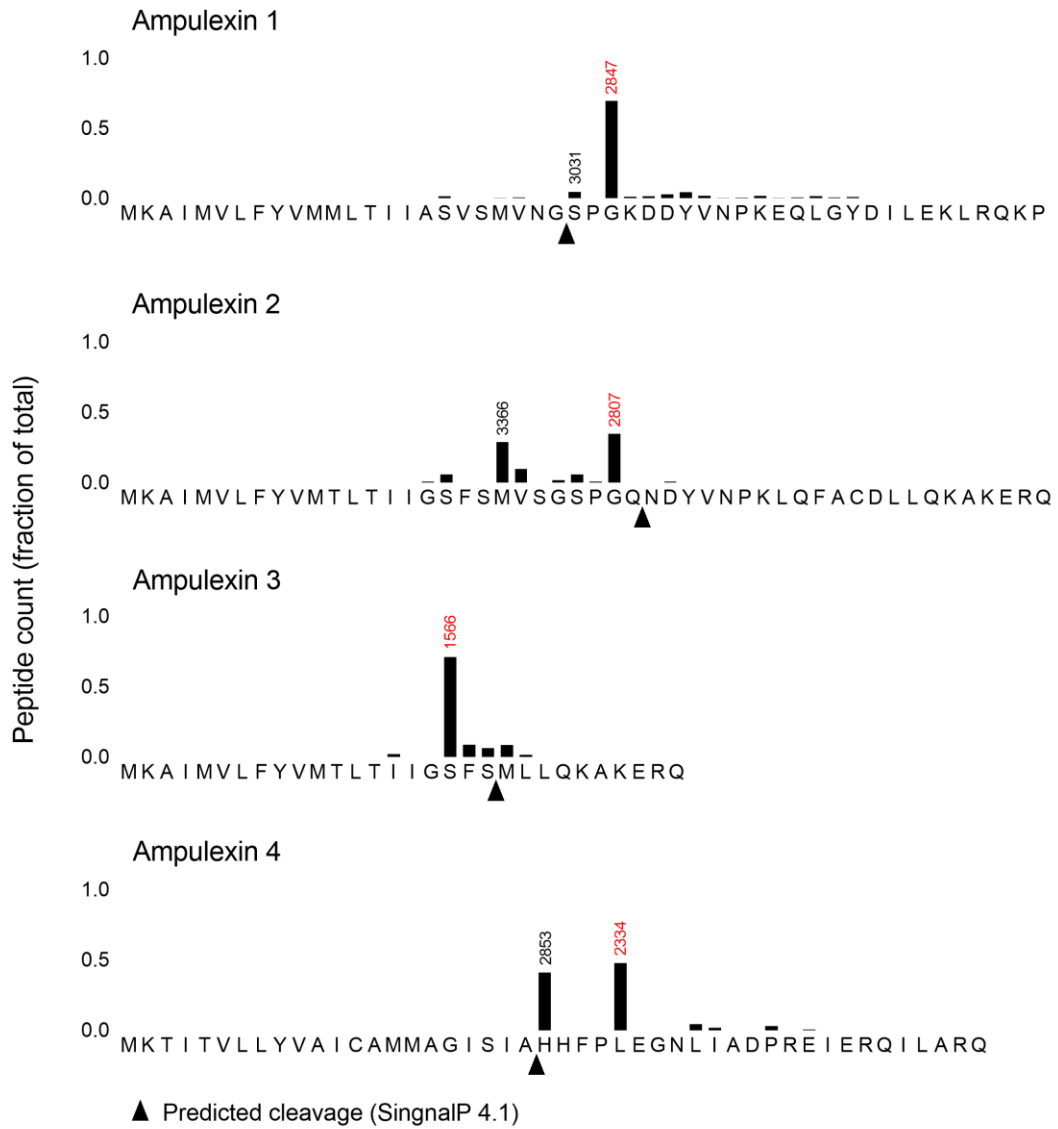 Ampulexin 1
1.0
2847
0.5
3031
0.0
MKAIMVLFYVMMLTIIASVSMVNGSPGKDDYVNPKEQLGYDILEKLRQKP
Ampulexin 2
1.0
0.5
3366
2807
0.0
MKAIMVLFYVMTLTIIGSFSMVSGSPGQNDYVNPKLQFACDLLQKAKERQ
Peptide count (fraction of total)
Ampulexin 3
1.0
1566
0.5
0.0
MKAIMVLFYVMTLTIIGSFSMLLQKAKERQ
Ampulexin 4
1.0
2853
2334
0.5
0.0
MKTITVLLYVAICAMMAGISIAHHFPLEGNLIADPREIERQILARQ
▲ Predicted cleavage (SingnalP 4.1)